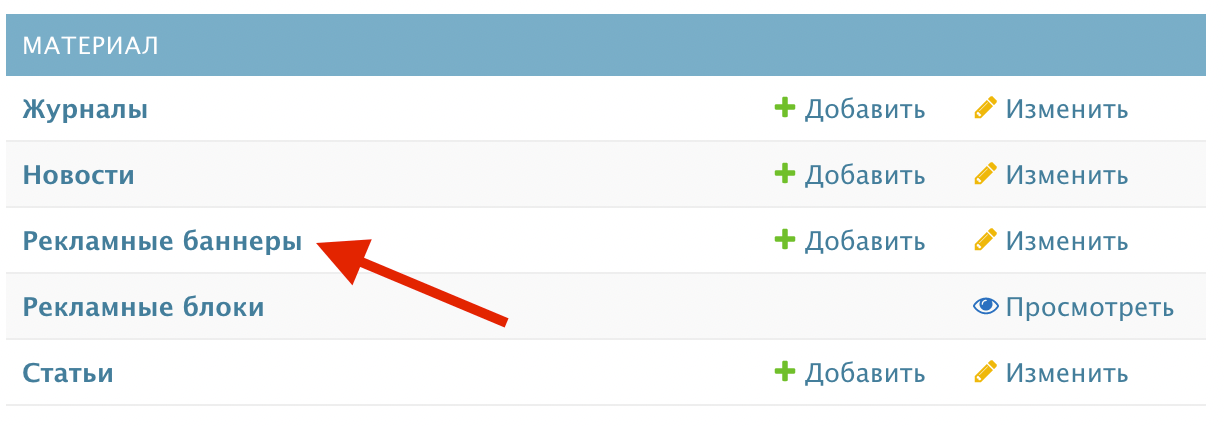 МАТЕРИАЛ
Журналы Добавить Изменить
Новости Добавить Изменить
Рекламные баннеры Добавить Изменить
Рекламные блоки Просмотреть
Статьи Добавить Изменить